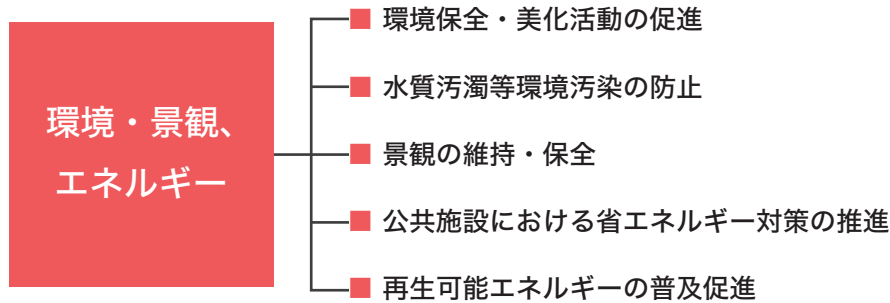 環境・景観、
エネルギー
環境保全・美化活動の促進
水質汚濁等環境汚染の防止
景観の維持・保全
公共施設における省エネルギー対策の推進
再生可能エネルギーの普及促進